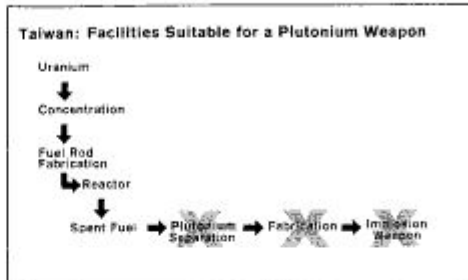 Taiwan: Facilities Suitable for a Plutonium Weapon
Uranium
Concentration
Fuel Rod
Fabrication
Reactor
Spent Fuel
Plutonium
Separation
Fabrication
Implosion
Weapon